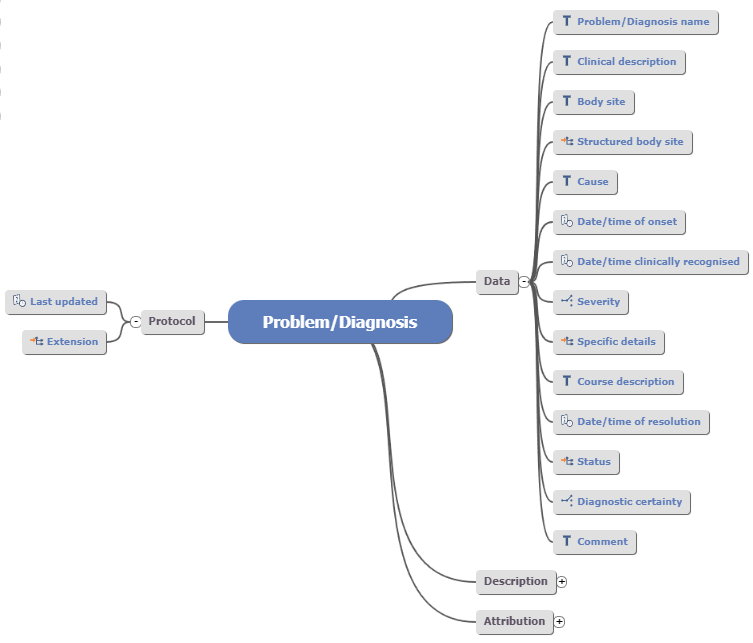 Problem/Diagnosis name
Clinical description
Body site
Structured body site
Cause
Date/time of onset
Date/time clinically recognised
Data
Severity
Last updated
Protocol
Problem/Diagnosis
Extension
Specific details
Course description
Date/time of resolution
Status
Diagnostic certainty
Comment
Description
Attribution